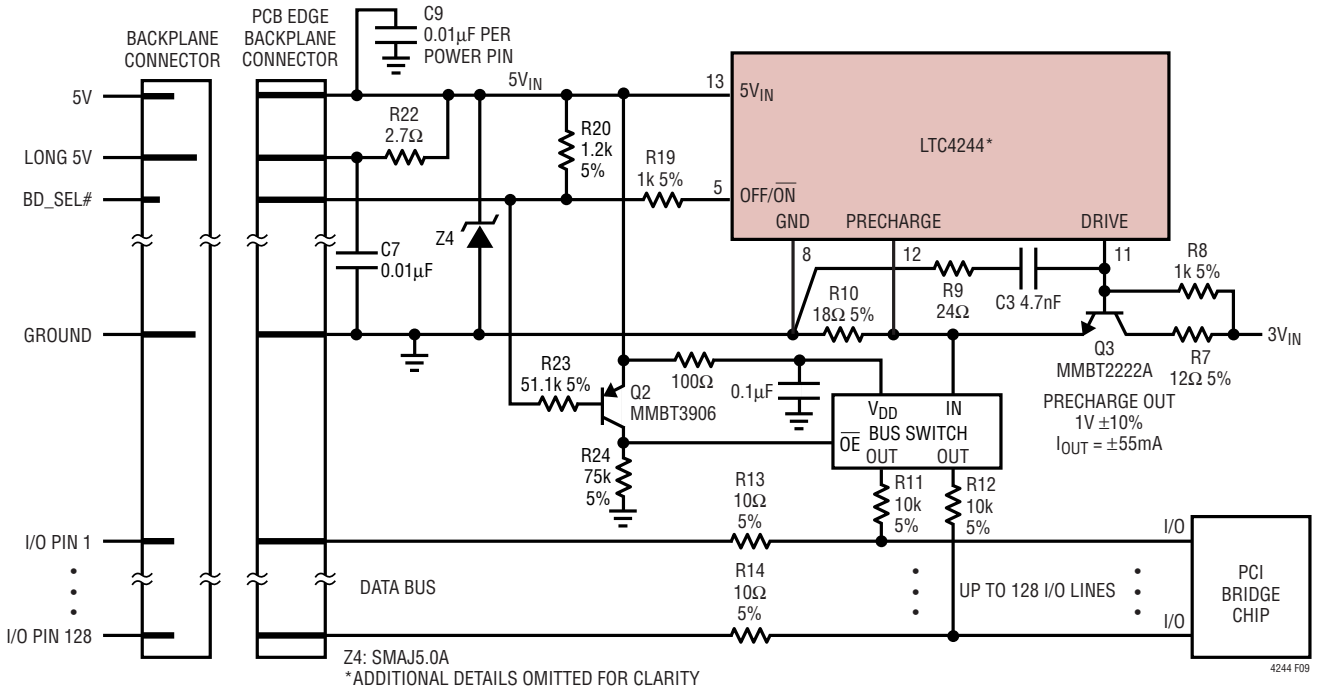 BACKPLANE
CONNECTOR
PCB EDGE
BACKPLANE
CONNECTOR
C9
0.01µF PER
POWER PIN
5V
LONG 5V
BD_SEL#
GROUND
I/O PIN 1
I/O PIN 128
5VIN
R22
2.7Ω
R20
1.2k
5%
R19
1k 5%
13
5VIN
LTC4244*
5
OFF/ON
GND
PRECHARGE
DRIVE
8
12
11
Z4
C7
0.01µF
R10
18Ω 5%
R9
24Ω
C3 4.7nF
R8
1k 5%
Q3
MMBT2222A
R7
12Ω 5%
3VIN
PRECHARGE OUT
1V ±10%
IOUT = ±55mA
R23
51.1k 5%
Q2
MMBT3906
100Ω
0.1µF
VDD
IN
OE
BUS SWITCH
OUT
OUT
R24
75k
5%
R13
10Ω
5%
R11
10k
5%
R12
10k
5%
R14
10Ω
5%
DATA BUS
UP TO 128 I/O LINES
I/O
I/O
PCI
BRIDGE
CHIP
Z4: SMAJ5.0A
*ADDITIONAL DETAILS OMITTED FOR CLARITY
4244 F09